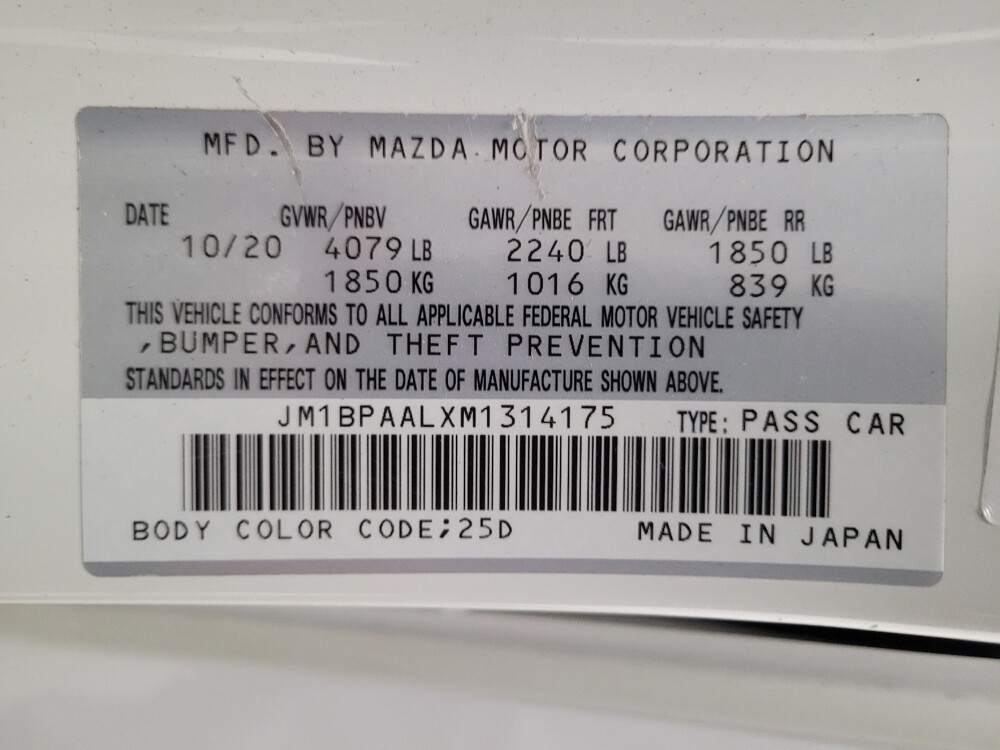 MFD. BY MAZDA MOTOR CORPORATION
DATE GVWR/PNBV GAWR/PNBE FRT GAWR/PNBE RR
10/20 4079 LB 2240 LB 1850 LB
1850 KG 1016 KG 839 KG
THIS VEHICLE CONFORMS TO ALL APPLICABLE FEDERAL MOTOR VEHICLE SAFETY
,BUMPER,AND THEFT PREVENTION
STANDARDS IN EFFECT ON THE DATE OF MANUFACTURE SHOWN ABOVE.
JM1BPAALXM1314175 TYPE: PASS CAR
BODY COLOR CODE;25D MADE IN JAPAN